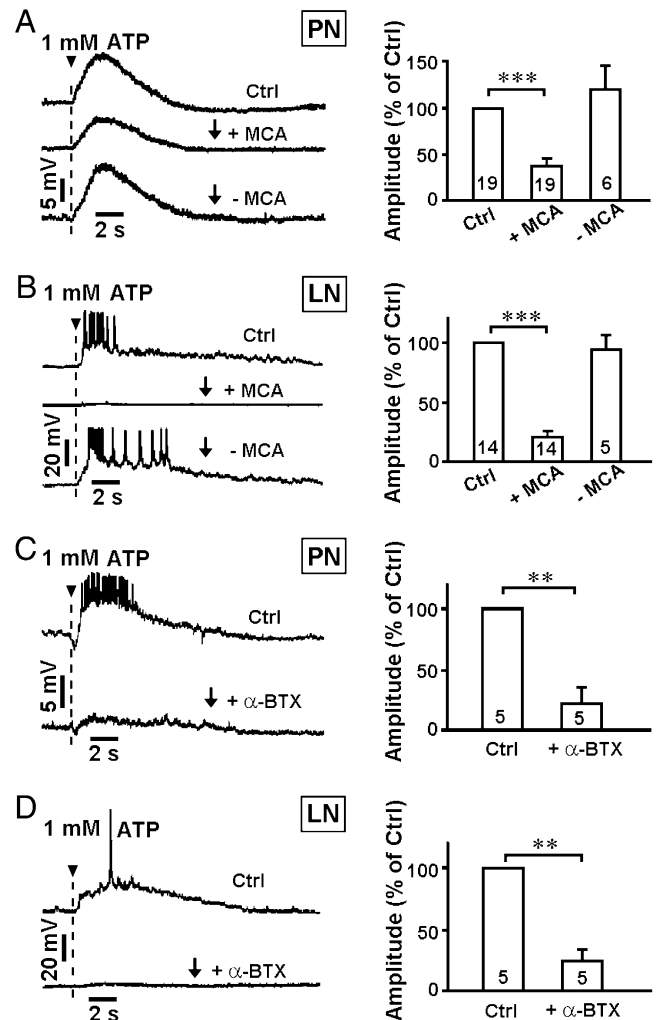 A
PN
1 mM ATP
Ctrl
+ MCA
- MCA
5 mV
2 s
Amplitude (% of Ctrl)
150
100
50
0
***
19
19
6
Ctrl
+ MCA
- MCA
B
LN
1 mM ATP
Ctrl
+ MCA
- MCA
20 mV
2 s
Amplitude (% of Ctrl)
100
50
0
***
14
14
5
Ctrl
+ MCA
- MCA
C
PN
1 mM ATP
Ctrl
+ α-BTX
5 mV
2 s
Amplitude (% of Ctrl)
100
50
0
**
5
5
Ctrl
+ α-BTX
D
LN
1 mM ATP
Ctrl
+ α-BTX
20 mV
2 s
Amplitude (% of Ctrl)
100
50
0
**
5
5
Ctrl
+ α-BTX